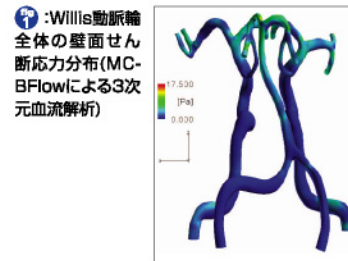 Fig 1 :Willis動脈輪
全体の壁面せん
断応力分布(MC-
BFlowによる3次
元血流解析)
17.500
[Pa]
0.000